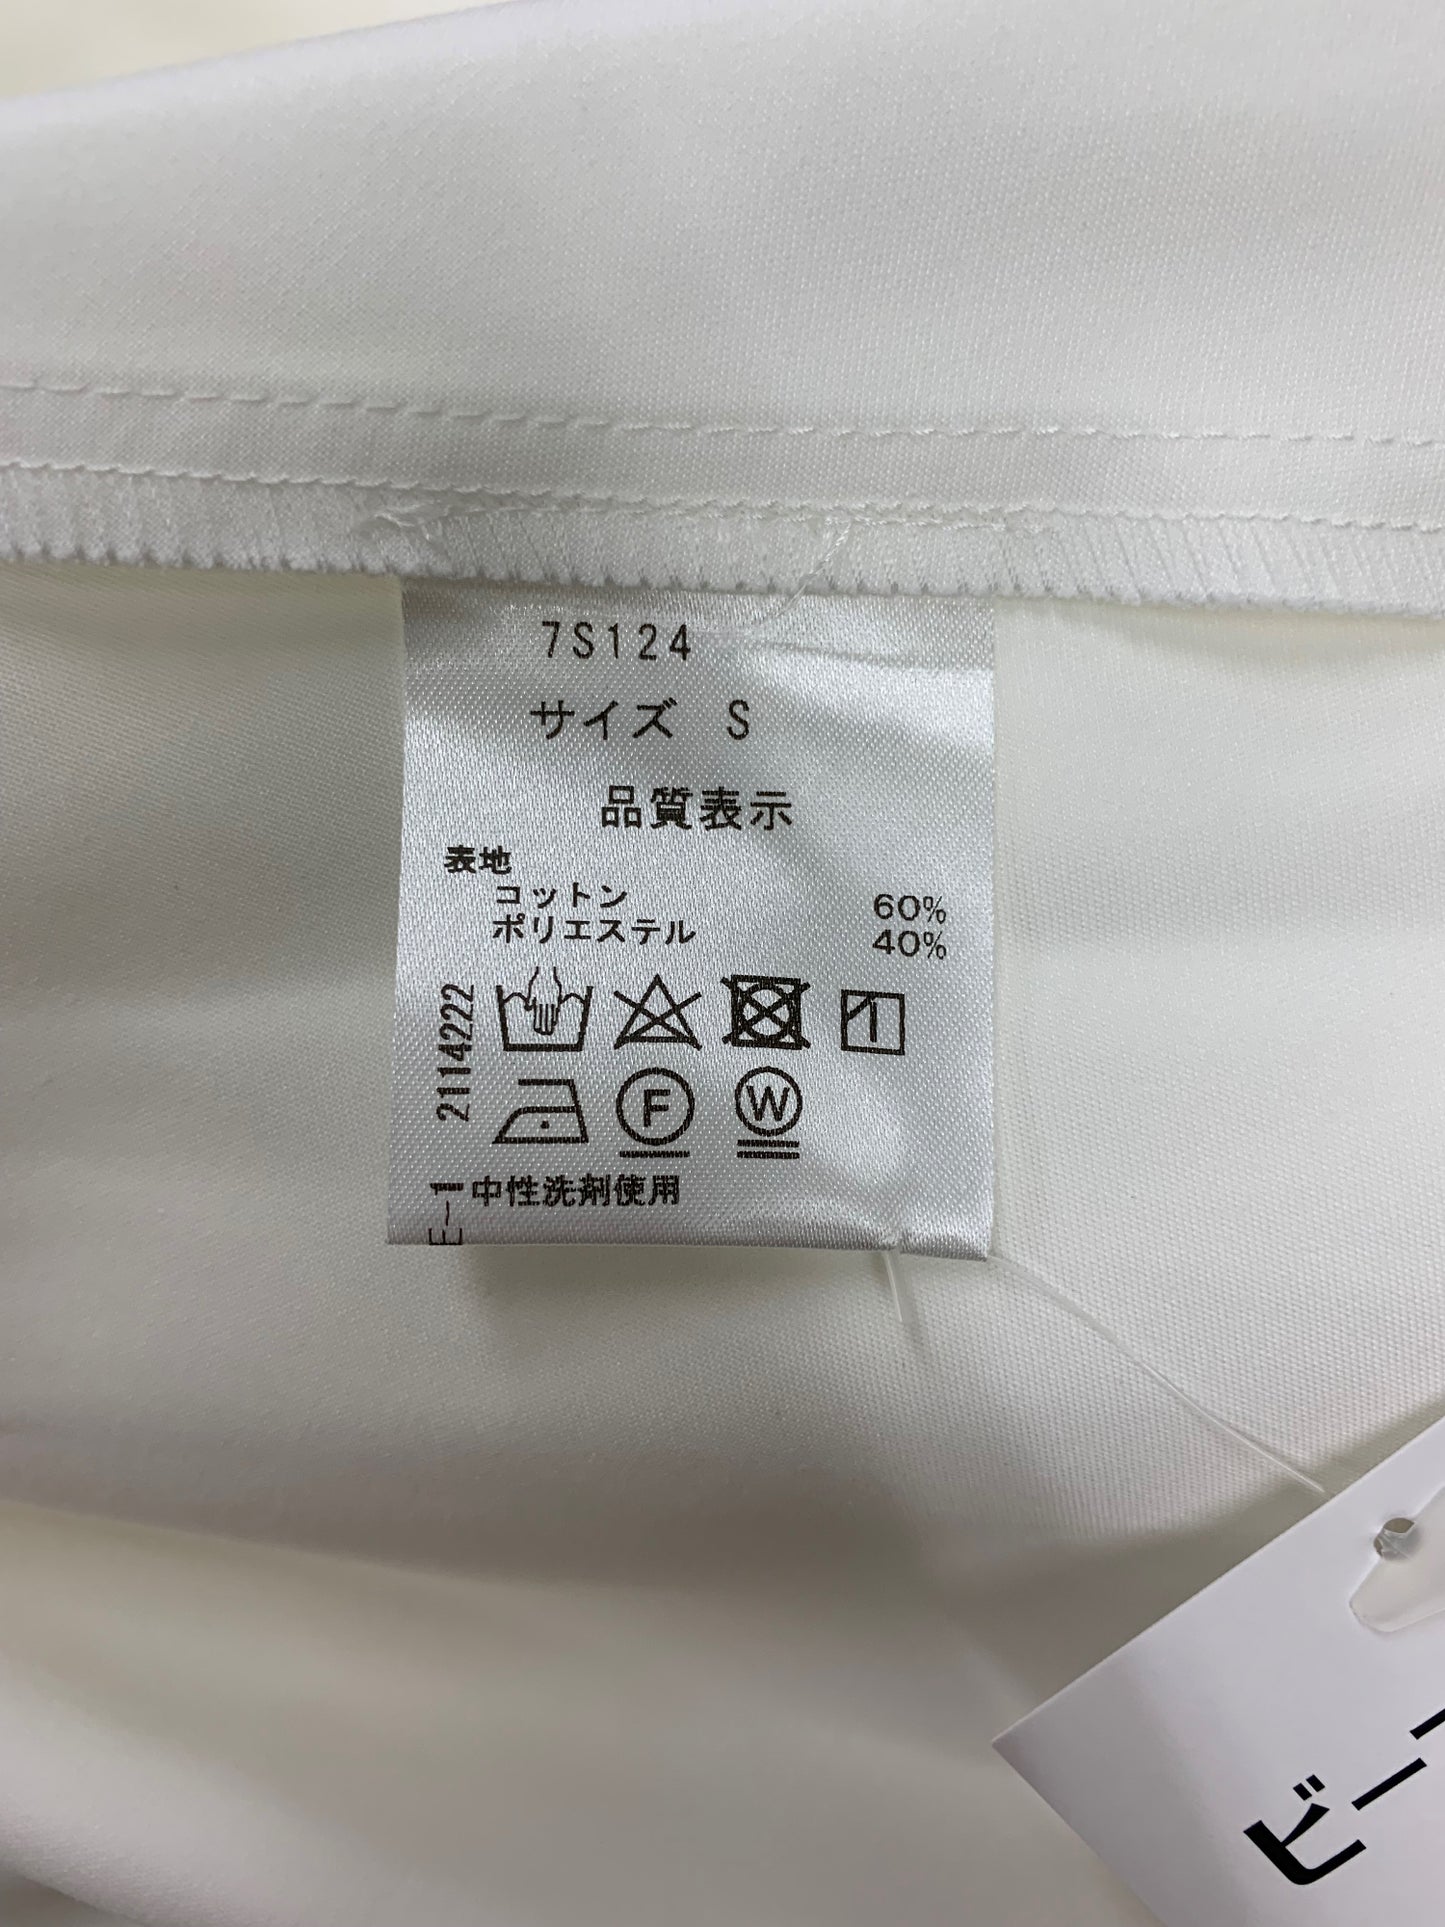 7S124
サイズ S
品質表示
表地
コットン 60%
ポリエステル 40%
2114222
F W
E-1
中性洗剤使用
ビー